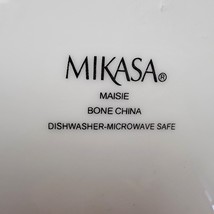 MIKASA®
MAISIE
BONE CHINA
DISHWASHER-MICROWAVE SAFE